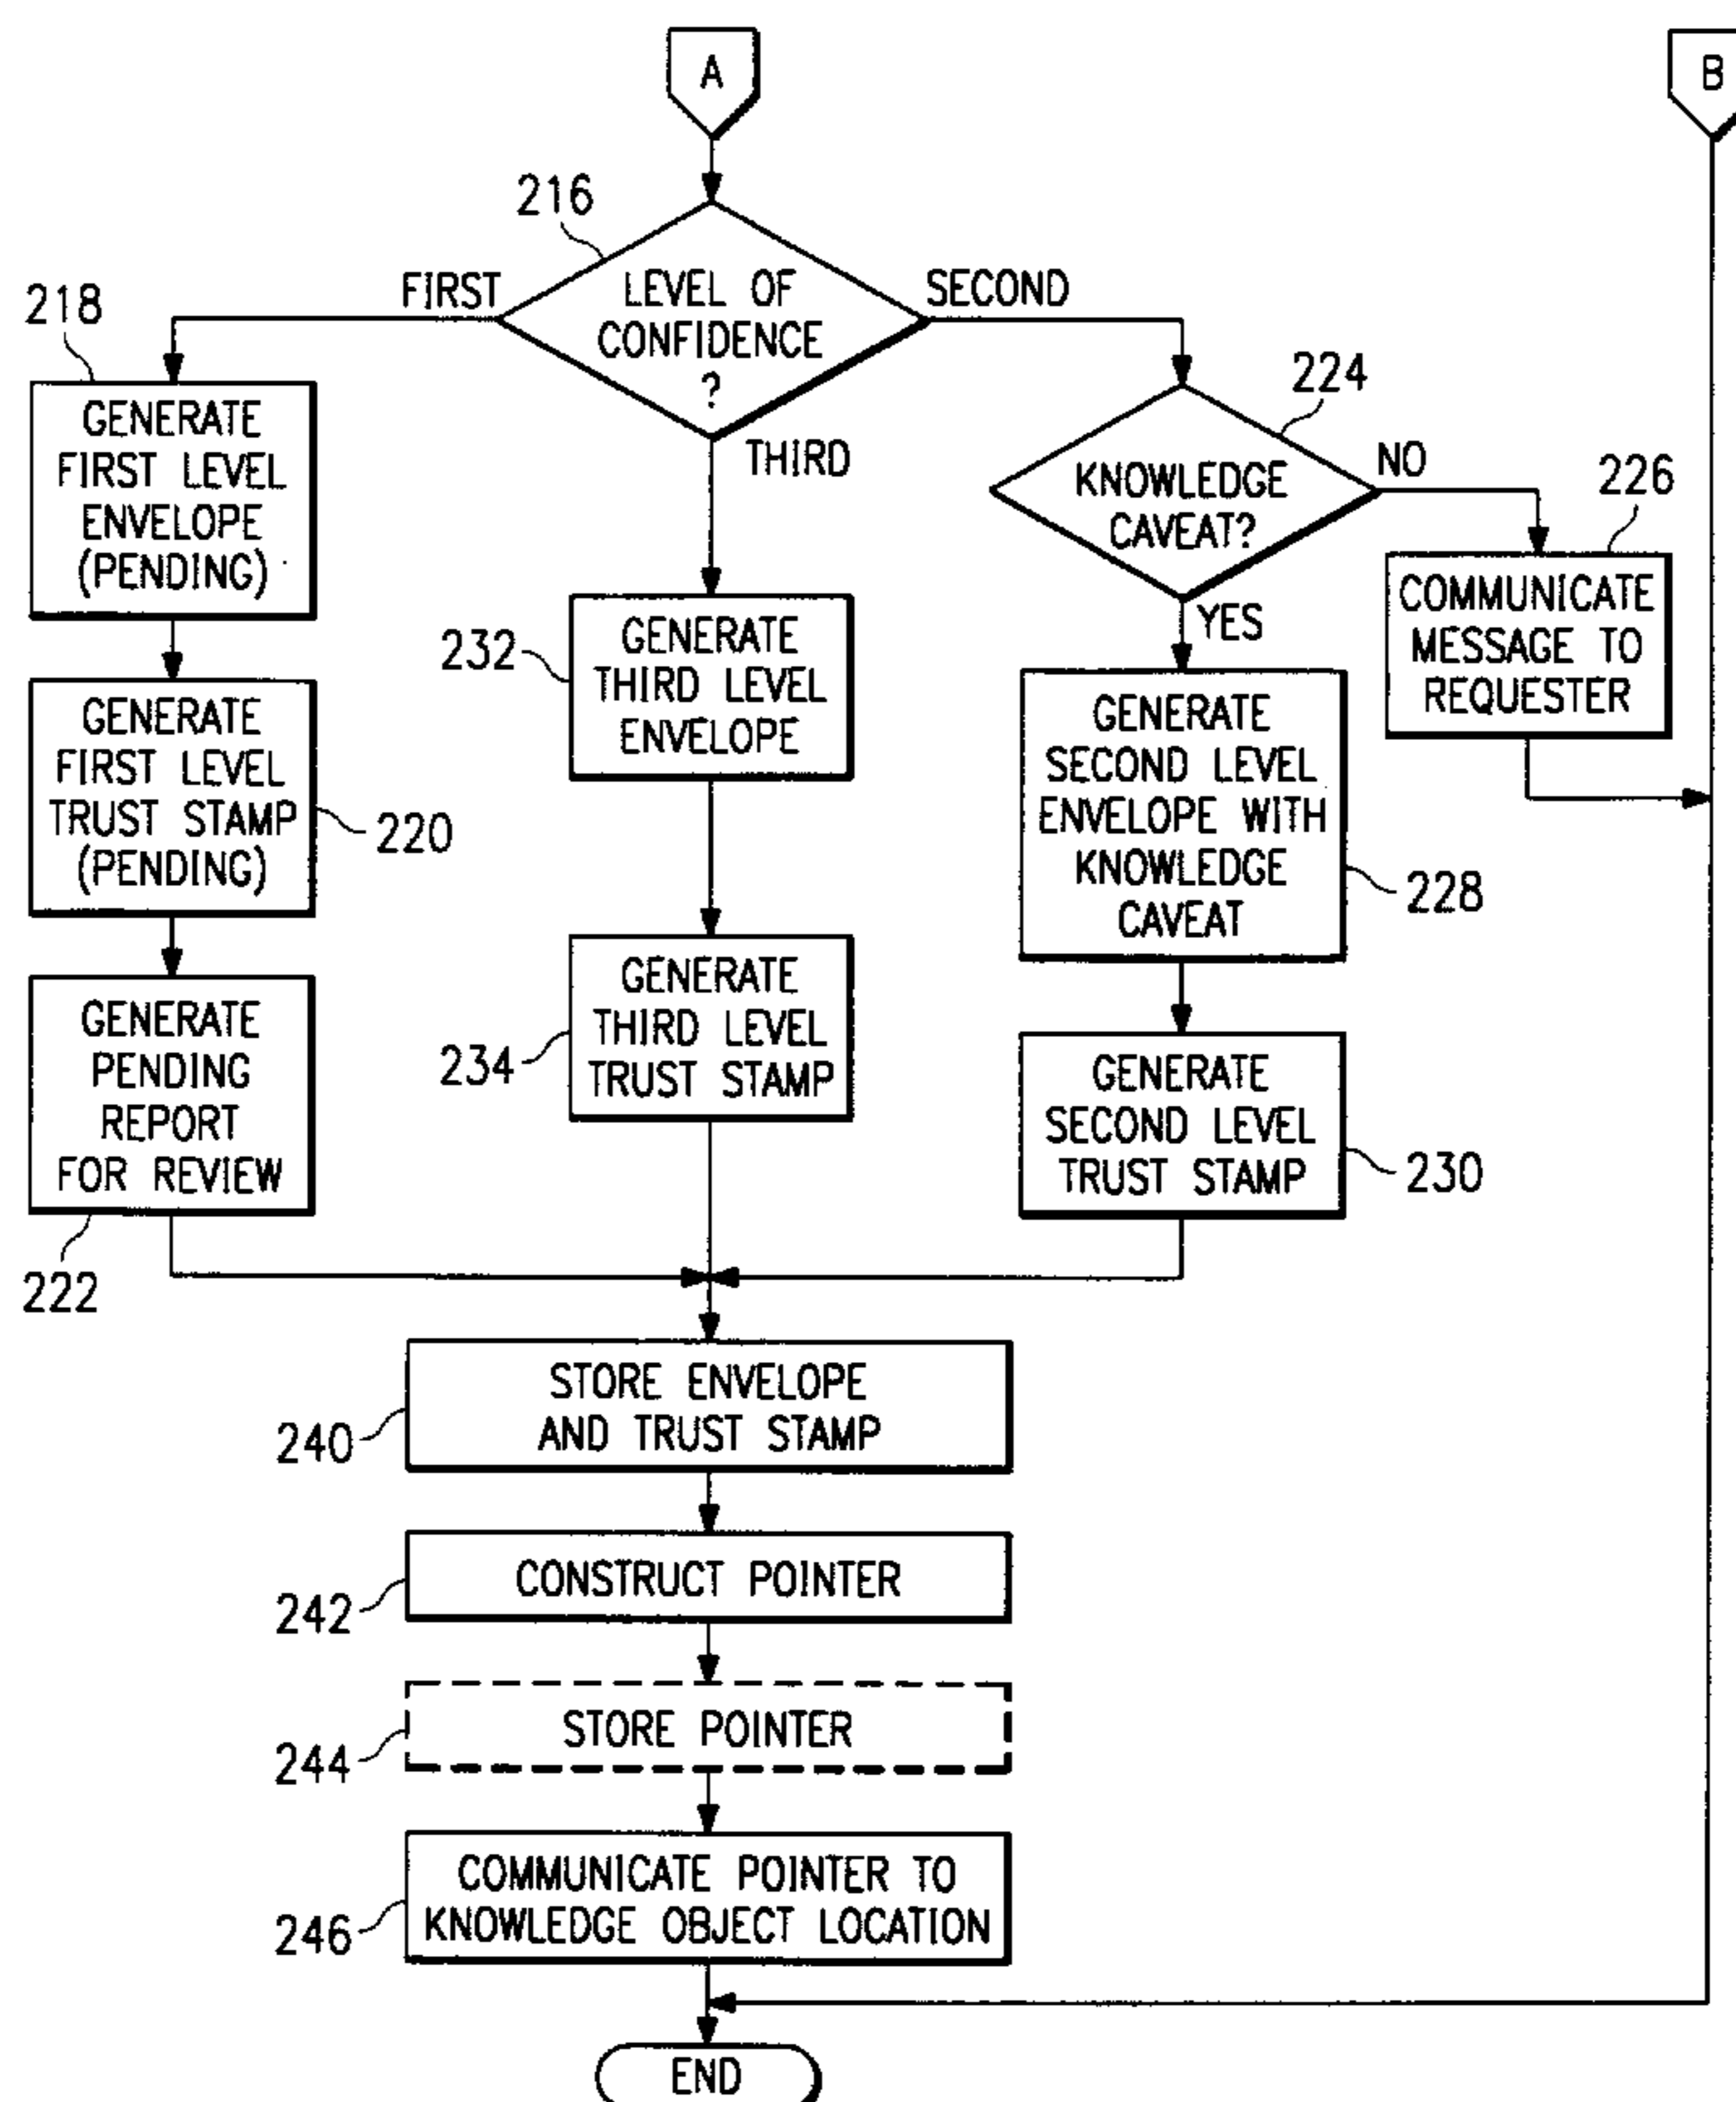 A
B
216
FIRST
LEVEL OF
CONFIDENCE
?
SECOND
THIRD
218
GENERATE
FIRST LEVEL
ENVELOPE
(PENDING)
224
KNOWLEDGE
CAVEAT?
NO
YES
226
COMMUNICATE
MESSAGE TO
REQUESTER
232
GENERATE
THIRD LEVEL
ENVELOPE
GENERATE
FIRST LEVEL
TRUST STAMP
(PENDING)
220
GENERATE
SECOND LEVEL
ENVELOPE WITH
KNOWLEDGE
CAVEAT
228
GENERATE
PENDING
REPORT
FOR REVIEW
222
234
GENERATE
THIRD LEVEL
TRUST STAMP
GENERATE
SECOND LEVEL
TRUST STAMP
230
STORE ENVELOPE
AND TRUST STAMP
240
CONSTRUCT POINTER
242
STORE POINTER
244
COMMUNICATE POINTER TO
KNOWLEDGE OBJECT LOCATION
246
END